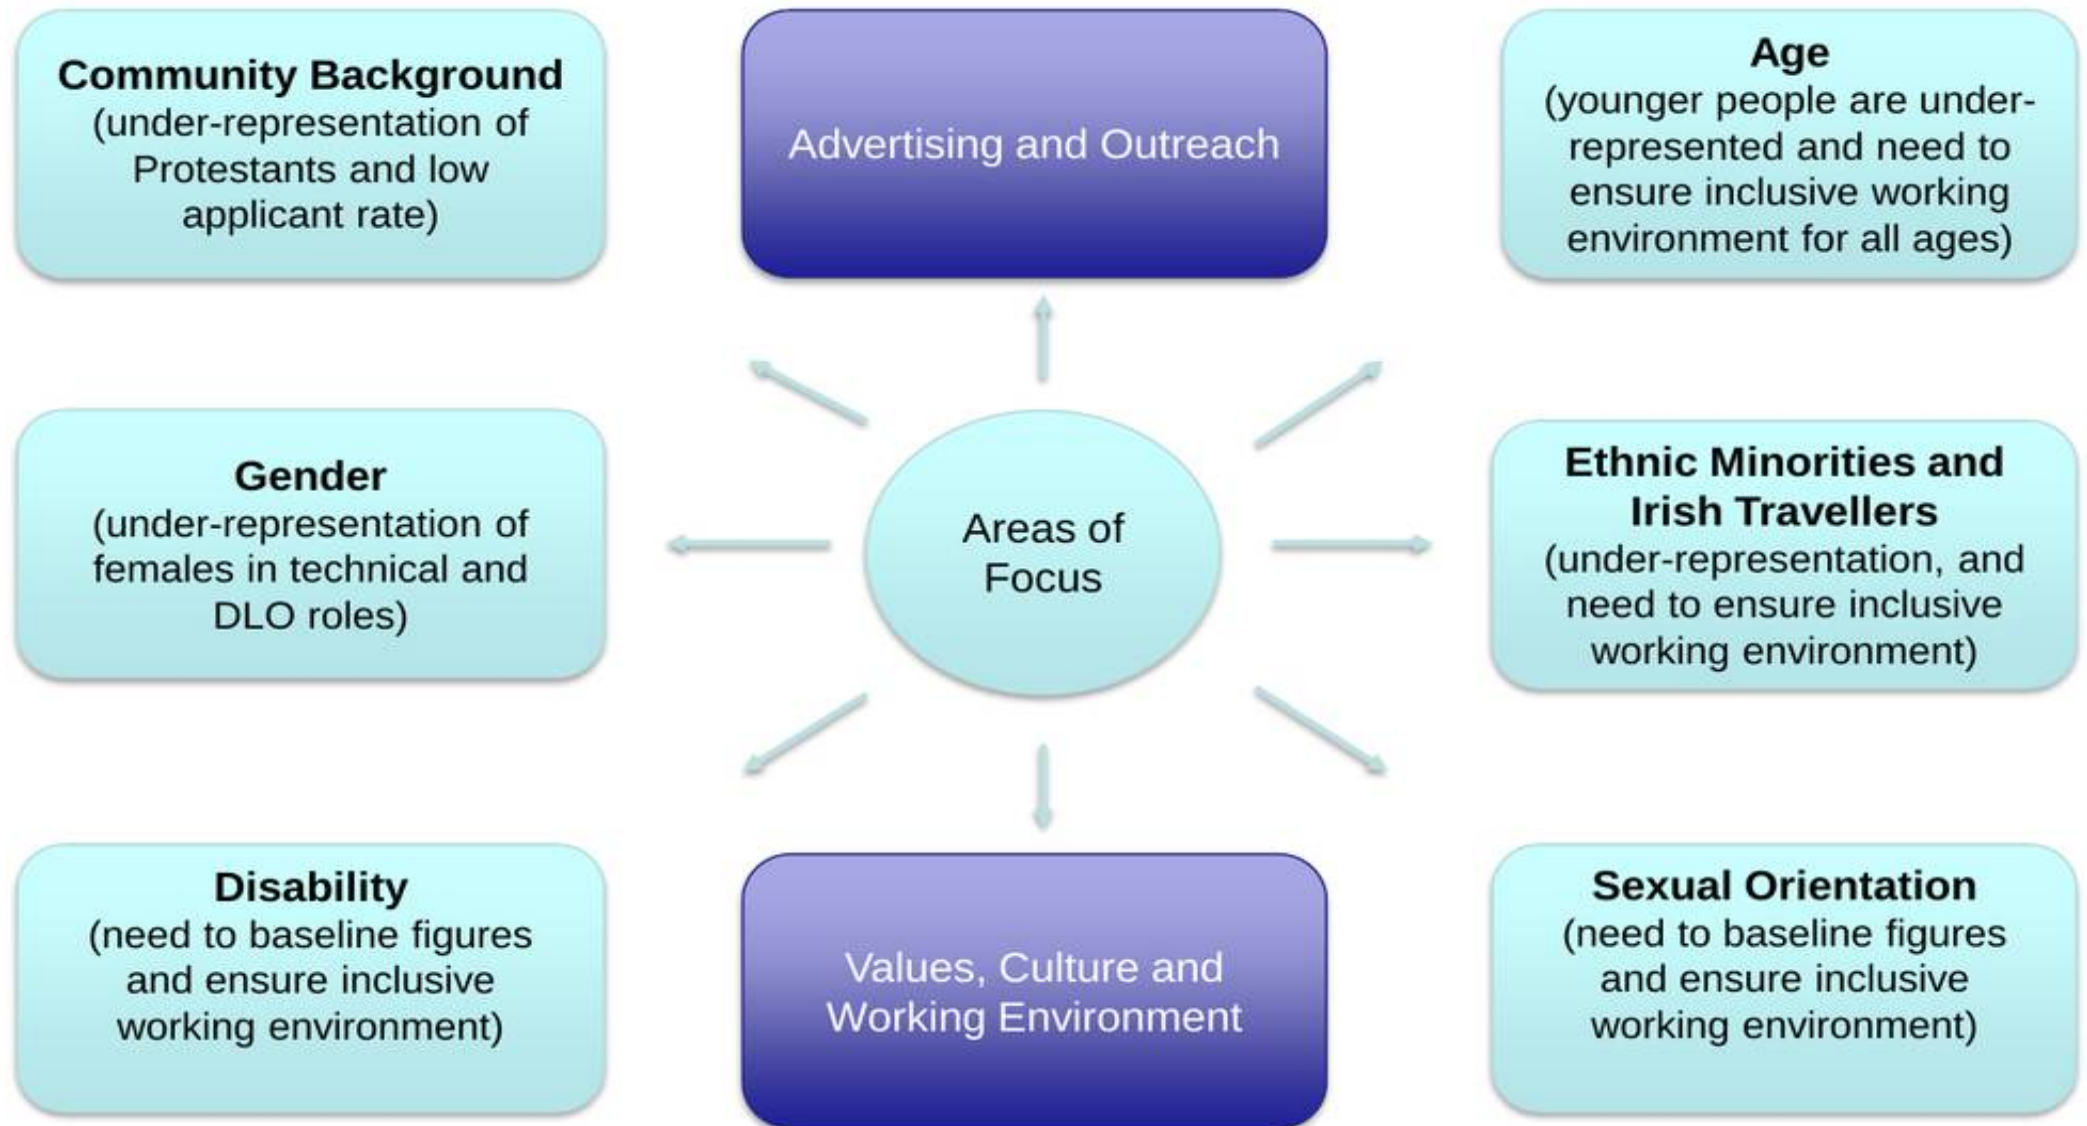 Community Background
(under-representation of
Protestants and low
applicant rate)
Advertising and Outreach
Age
(younger people are under-
represented and need to
ensure inclusive working
environment for all ages)
Gender
(under-representation of
females in technical and
DLO roles)
Areas of
Focus
Ethnic Minorities and
Irish Travellers
(under-representation, and
need to ensure inclusive
working environment)
Disability
(need to baseline figures
and ensure inclusive
working environment)
Values, Culture and
Working Environment
Sexual Orientation
(need to baseline figures
and ensure inclusive
working environment)